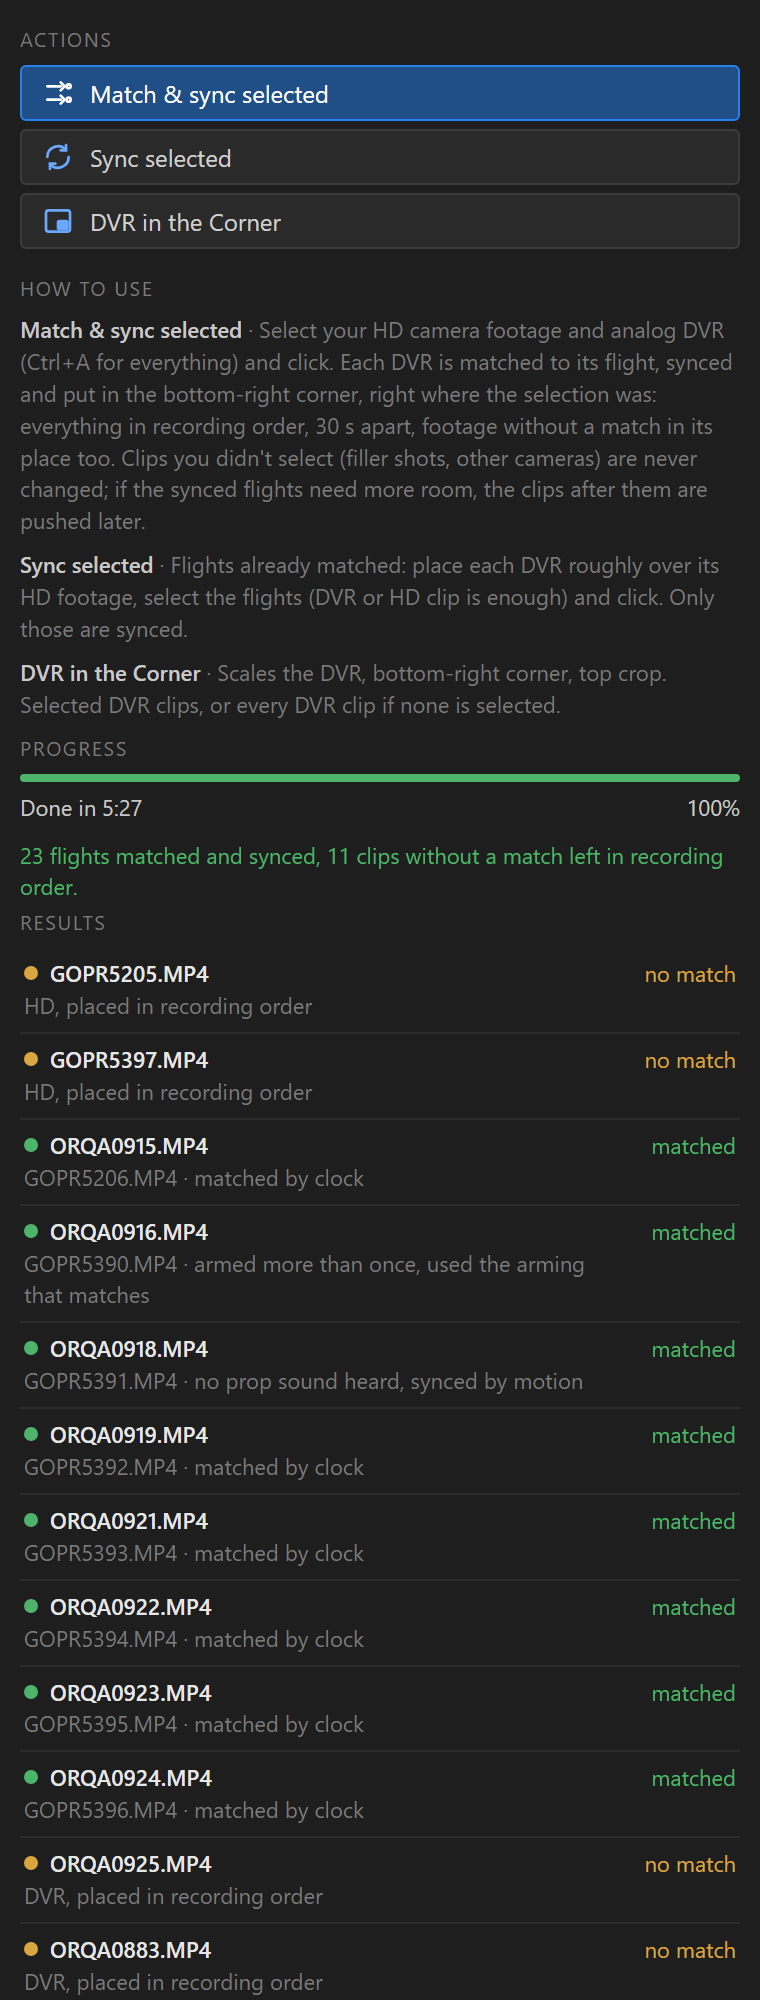 ACTIONS
Match & sync selected
Sync selected
DVR in the Corner
HOW TO USE
Match & sync selected · Select your HD camera footage and analog DVR
(Ctrl+A for everything) and click. Each DVR is matched to its flight, synced
and put in the bottom-right corner, right where the selection was:
everything in recording order, 30 s apart, footage without a match in its
place too. Clips you didn't select (filler shots, other cameras) are never
changed; if the synced flights need more room, the clips after them are
pushed later.
Sync selected · Flights already matched: place each DVR roughly over its
HD footage, select the flights (DVR or HD clip is enough) and click. Only
those are synced.
DVR in the Corner · Scales the DVR, bottom-right corner, top crop.
Selected DVR clips, or every DVR clip if none is selected.
PROGRESS
Done in 5:27 100%
23 flights matched and synced, 11 clips without a match left in recording
order.
RESULTS
GOPR5205.MP4 no match
HD, placed in recording order
GOPR5397.MP4 no match
HD, placed in recording order
ORQA0915.MP4 matched
GOPR5206.MP4 · matched by clock
ORQA0916.MP4 matched
GOPR5390.MP4 · armed more than once, used the arming
that matches
ORQA0918.MP4 matched
GOPR5391.MP4 · no prop sound heard, synced by motion
ORQA0919.MP4 matched
GOPR5392.MP4 · matched by clock
ORQA0921.MP4 matched
GOPR5393.MP4 · matched by clock
ORQA0922.MP4 matched
GOPR5394.MP4 · matched by clock
ORQA0923.MP4 matched
GOPR5395.MP4 · matched by clock
ORQA0924.MP4 matched
GOPR5396.MP4 · matched by clock
ORQA0925.MP4 no match
DVR, placed in recording order
ORQA0883.MP4 no match
DVR, placed in recording order